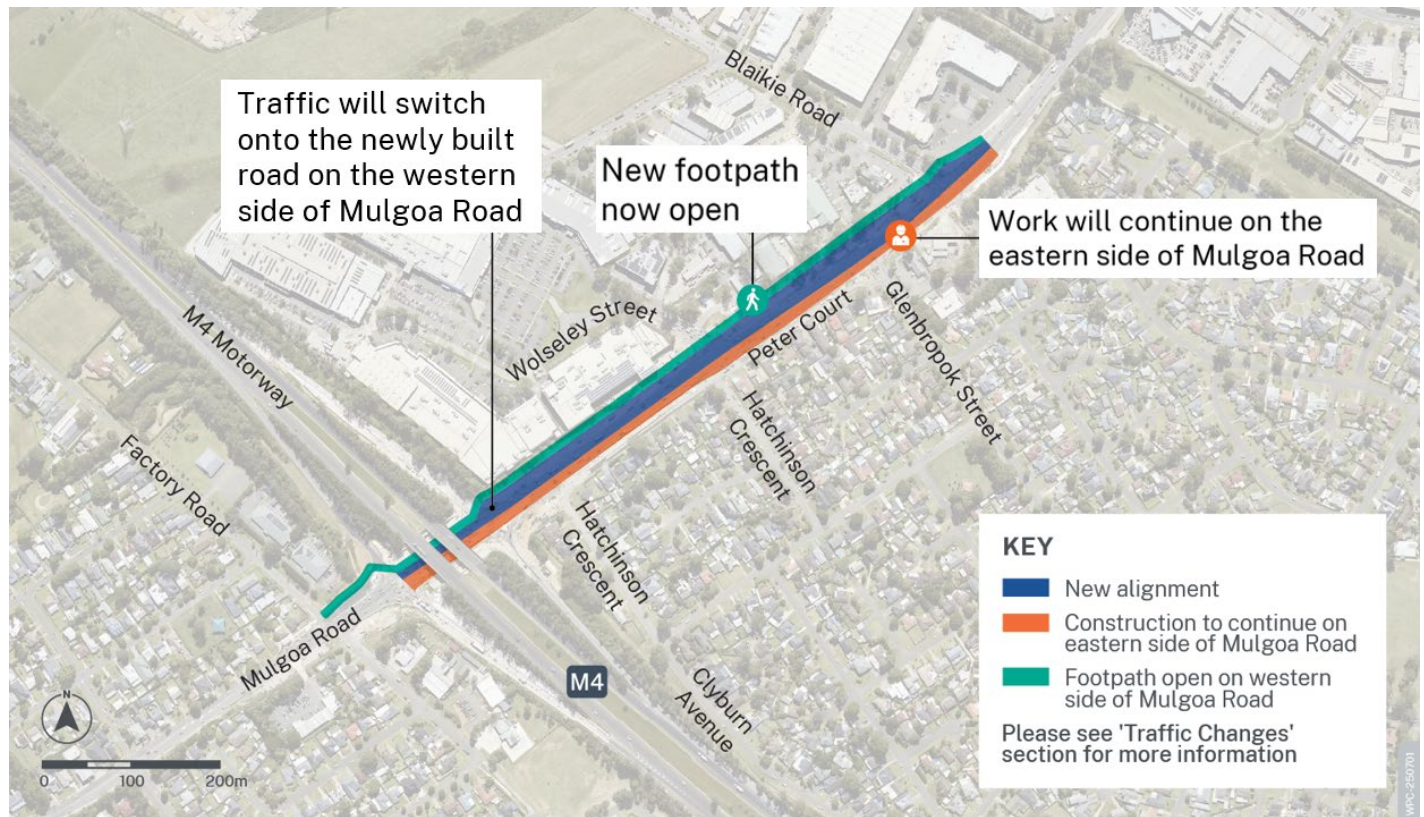 Blaikie Road
Traffic will switch
onto the newly built
road on the western
side of Mulgoa Road
New footpath
now open
Work will continue on the
eastern side of Mulgoa Road
Glenbropok Street
Peter Court
Wolseley Street
M4 Motorway
Hatchinson
Crescent
Factory Road
Hatchinson
Crescent
Mulgoa Road
M4
Clyburn
Avenue
KEY
New alignment
Construction to continue on
eastern side of Mulgoa Road
Footpath open on western
side of Mulgoa Road
Please see 'Traffic Changes'
section for more information
N
0 100 200m
WPC-250701